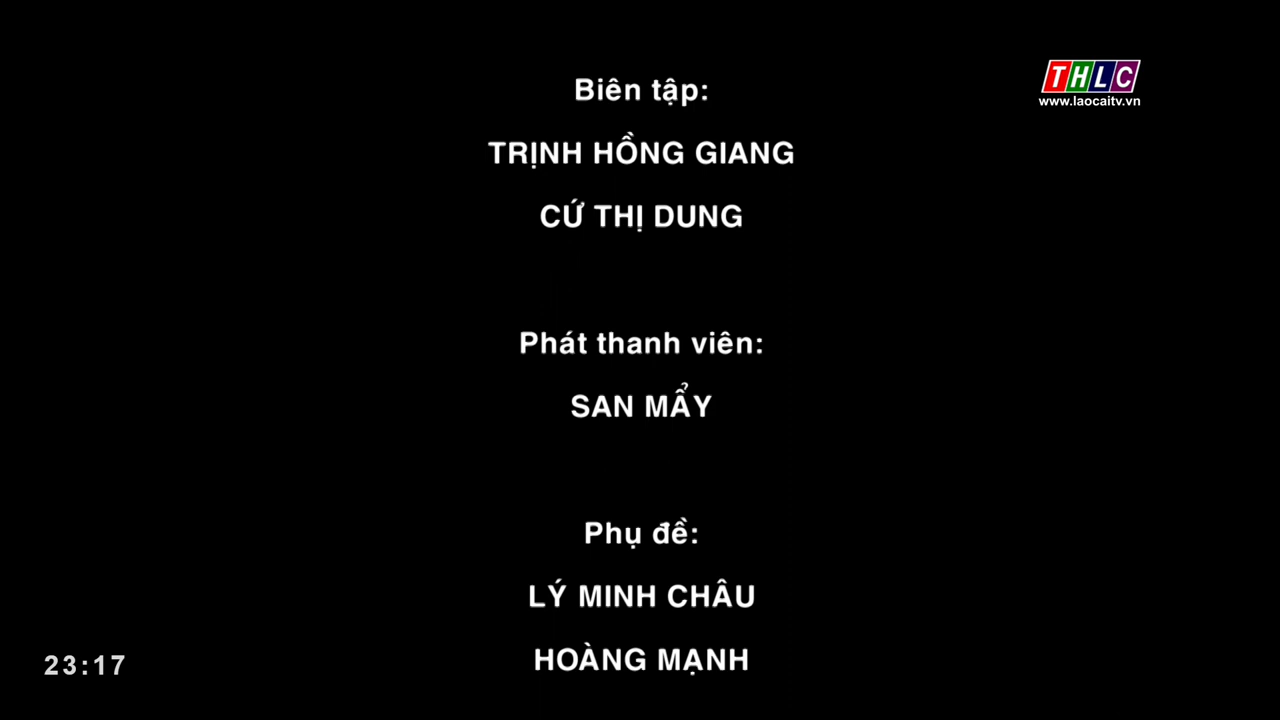 THLC
www.laocaitv.vn
Biên tập:
TRỊNH HỒNG GIANG
CỨ THỊ DUNG
Phát thanh viên:
SAN MẨY
Phụ đề:
LÝ MINH CHÂU
HOÀNG MẠNH
23:17